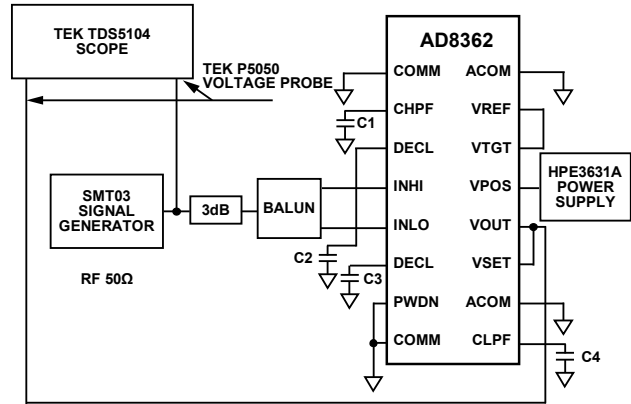 TEK TDS5104
SCOPE
TEK P5050
VOLTAGE PROBE
SMT03
SIGNAL
GENERATOR
3dB
BALUN
RF 50Ω
C1
C2
C3
AD8362
COMM ACOM
CHPF VREF
DECL VTGT
INHI VPOS
INLO VOUT
DECL VSET
PWDN ACOM
COMM CLPF
HPE3631A
POWER
SUPPLY
C4